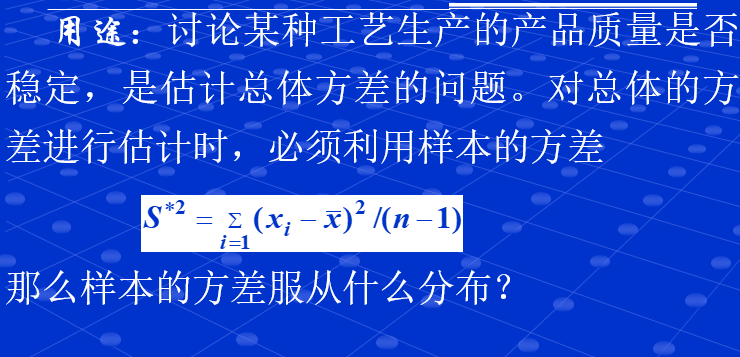 用途：讨论某种工艺生产的产品质量是否
稳定，是估计总体方差的问题。对总体的方
差进行估计时，必须利用样本的方差
S*² = Σ (xᵢ − x̄)² /(n − 1)
i=1
那么样本的方差服从什么分布？